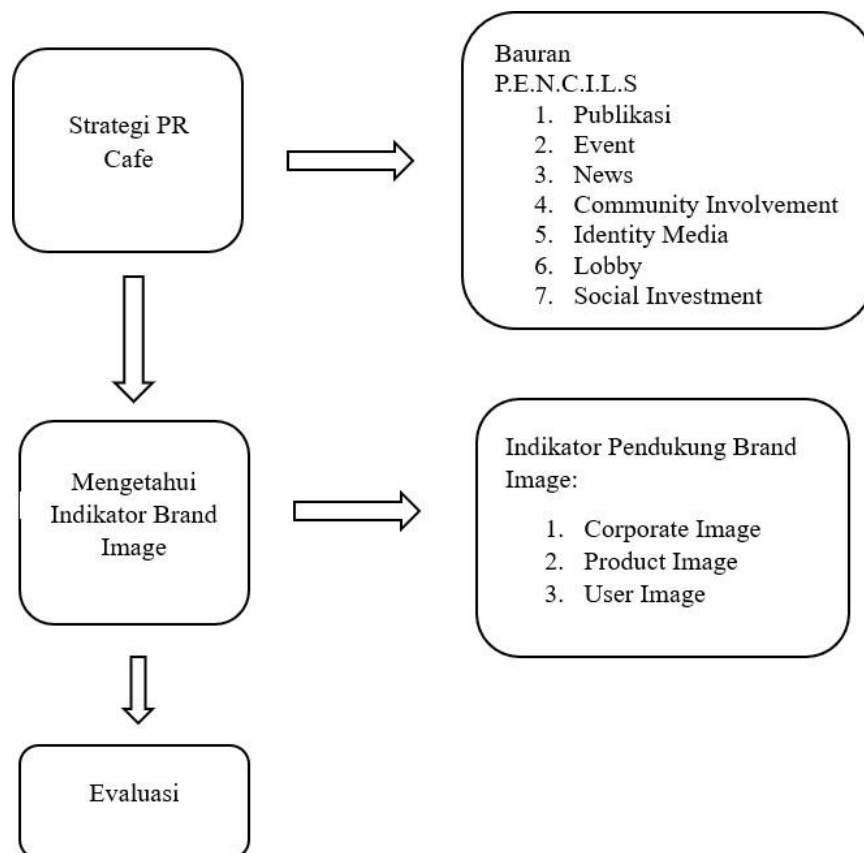 Strategi PR
Cafe
Bauran
P.E.N.C.I.L.S
1. Publikasi
2. Event
3. News
4. Community Involvement
5. Identity Media
6. Lobby
7. Social Investment
Mengetahui
Indikator Brand
Image
Indikator Pendukung Brand
Image:
1. Corporate Image
2. Product Image
3. User Image
Evaluasi